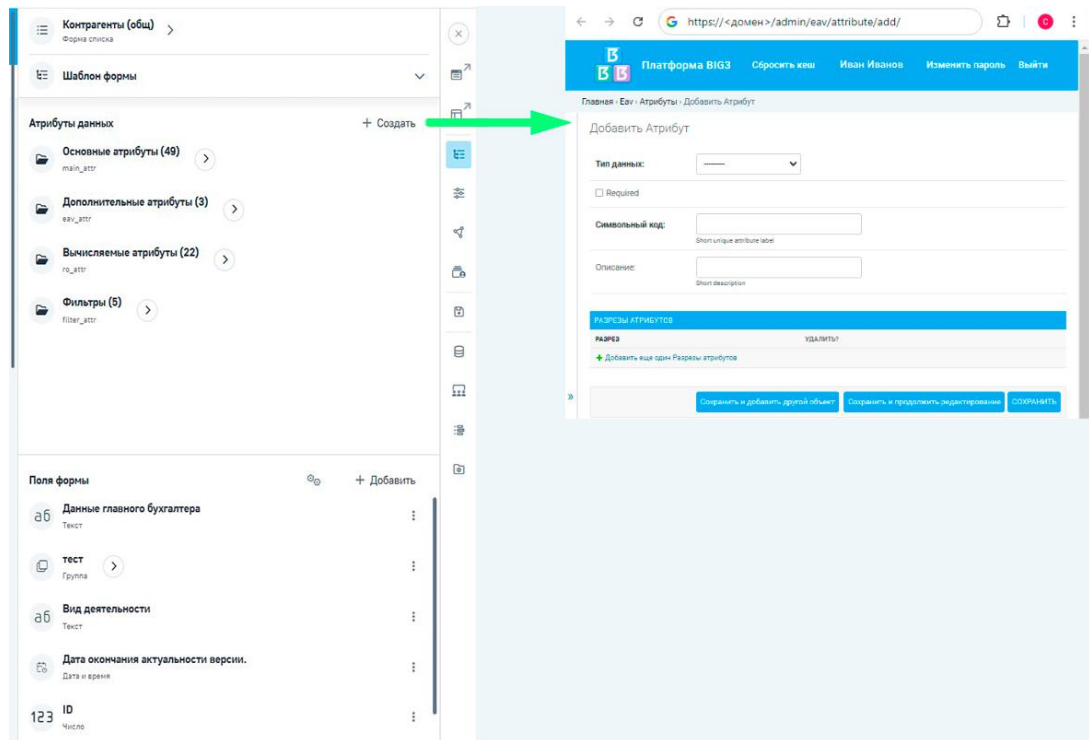 Контрагенты (общ)
Форма списка
Шаблон формы
Атрибуты данных
+ Создать
Основные атрибуты (49)
main_attr
Дополнительные атрибуты (3)
eav_attr
Вычисляемые атрибуты (22)
ro_attr
Фильтры (5)
filter_attr
Поля формы
+ Добавить
аб Данные главного бухгалтера
Текст
тест
Группа
аб Вид деятельности
Текст
Дата окончания актуальности версии.
Дата и время
123 ID
Число
https://<домен>/admin/eav/attribute/add/
C
Платформа BIG3 Сбросить кеш Иван Иванов Изменить пароль Выйти
Главная › Eav › Атрибуты › Добавить Атрибут
Добавить Атрибут
Тип данных: ---------
Required
Символьный код:
Short unique attribute label
Описание:
Short description
РАЗРЕЗЫ АТРИБУТОВ
РАЗРЕЗ УДАЛИТЬ?
+ Добавить еще один Разрезы атрибутов
» Сохранить и добавить другой объект Сохранить и продолжить редактирование СОХРАНИТЬ